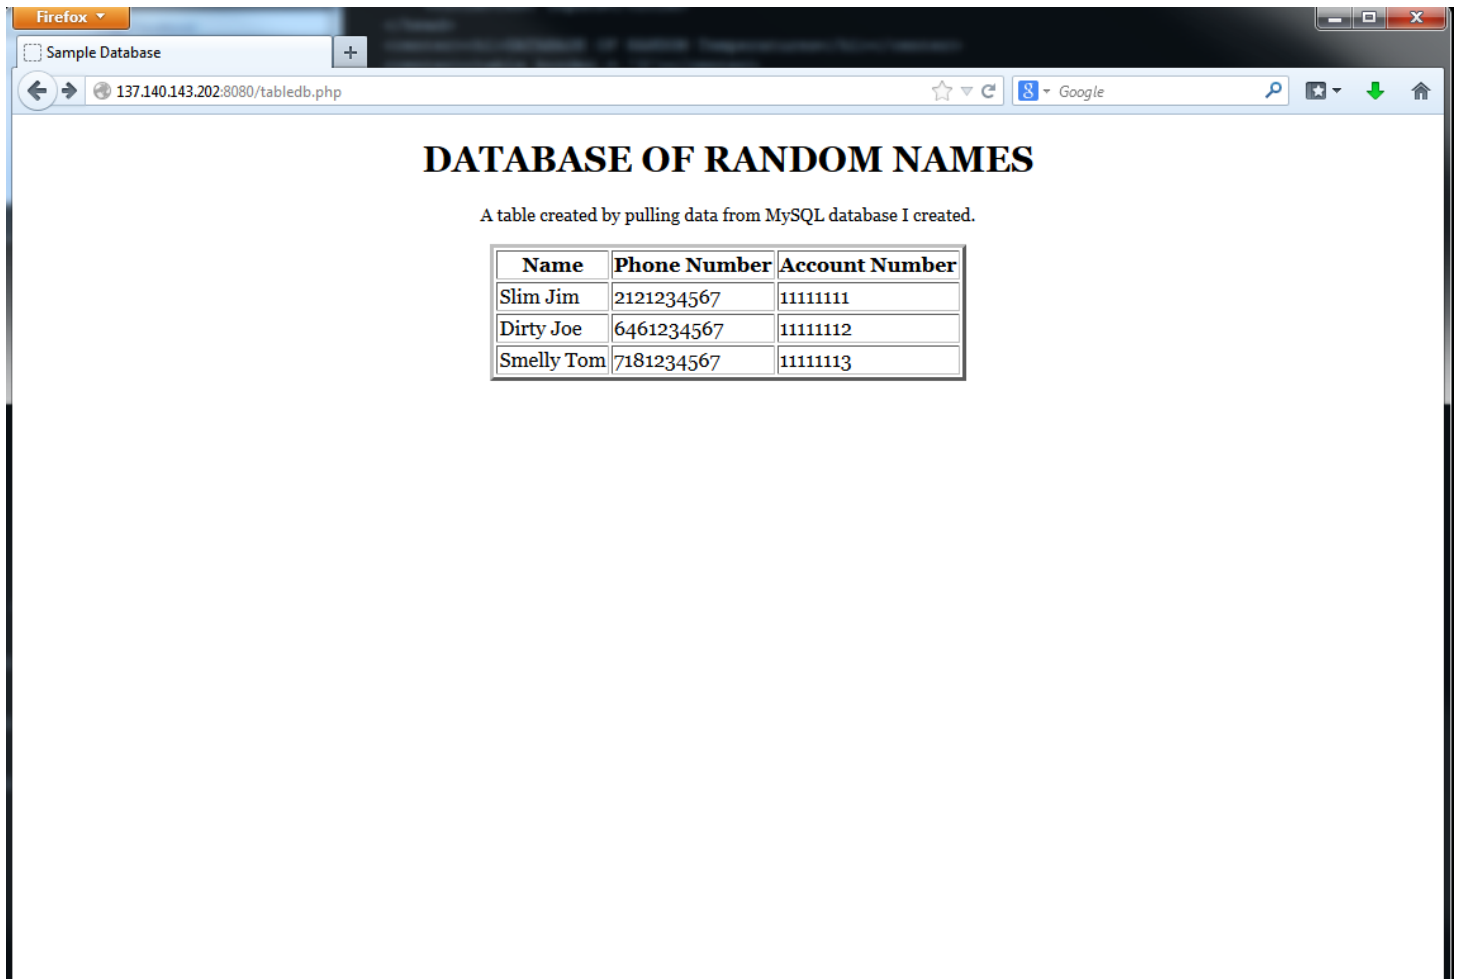 Firefox
Sample Database
137.140.143.202:8080/tabledb.php
Google
DATABASE OF RANDOM NAMES
A table created by pulling data from MySQL database I created.
Name Phone Number Account Number
Slim Jim 2121234567 11111111
Dirty Joe 6461234567 11111112
Smelly Tom 7181234567 11111113